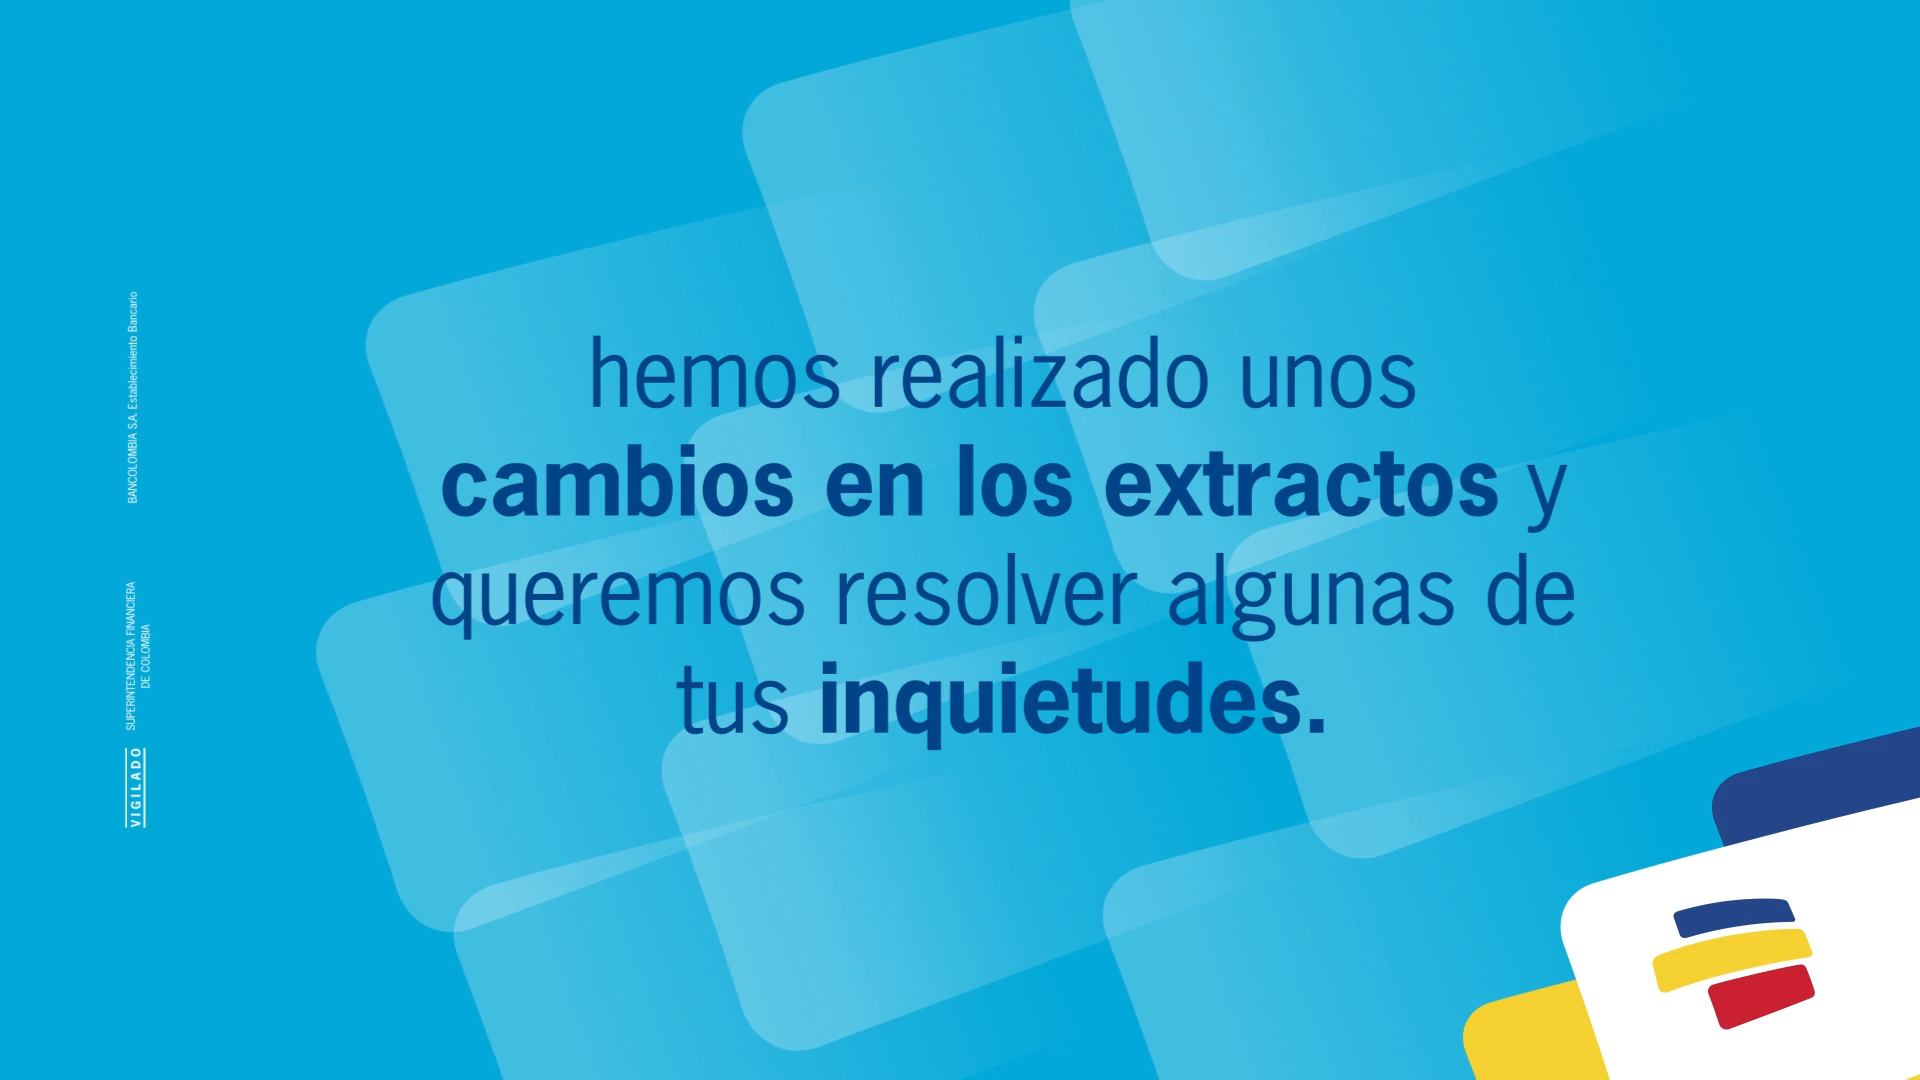 hemos realizado unos
cambios en los extractos y
queremos resolver algunas de
tus inquietudes.
BANCOLOMBIA S.A. Establecimiento Bancario
SUPERINTENDENCIA FINANCIERA
DE COLOMBIA
VIGILADO